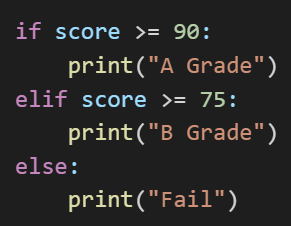 if score >= 90:
    print("A Grade")
elif score >= 75:
    print("B Grade")
else:
    print("Fail")